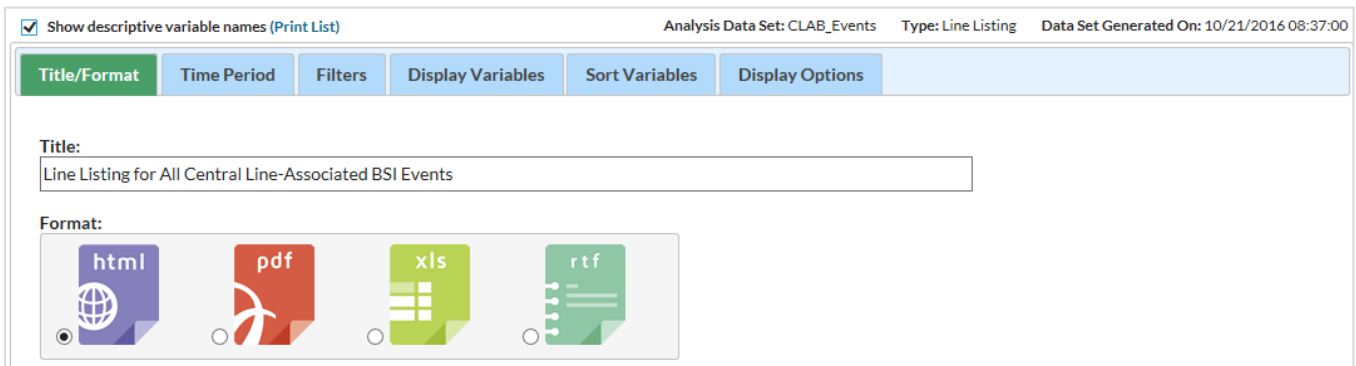 Show descriptive variable names (Print List) Analysis Data Set: CLAB_Events Type: Line Listing Data Set Generated On: 10/21/2016 08:37:00
Title/Format Time Period Filters Display Variables Sort Variables Display Options
Title:
Line Listing for All Central Line-Associated BSI Events
Format:
html pdf xls rtf